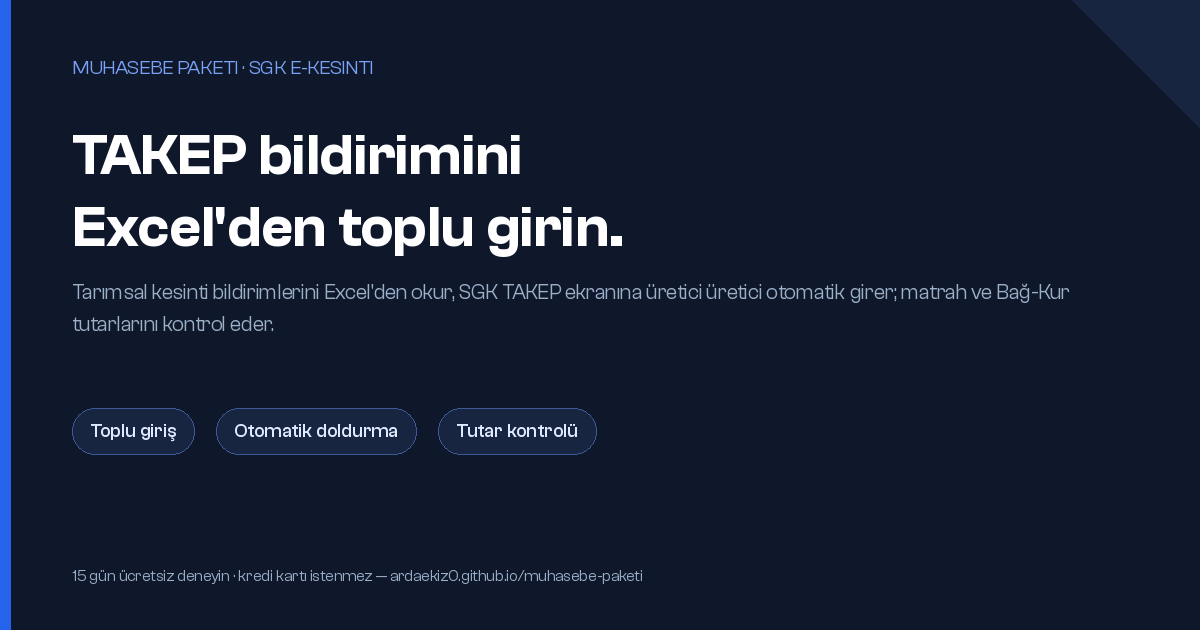 MUHASEBE PAKETI · SGK E-KESINTI
TAKEP bildirimini
Excel'den toplu girin.
Tarımsal kesinti bildirimlerini Excel'den okur, SGK TAKEP ekranına üretici üretici otomatik girer; matrah ve Bağ-Kur
tutarlarını kontrol eder.
Toplu giriş
Otomatik doldurma
Tutar kontrolü
15 gün ücretsiz deneyin · kredi kartı istenmez — ardaekiz0.github.io/muhasebe-paketi